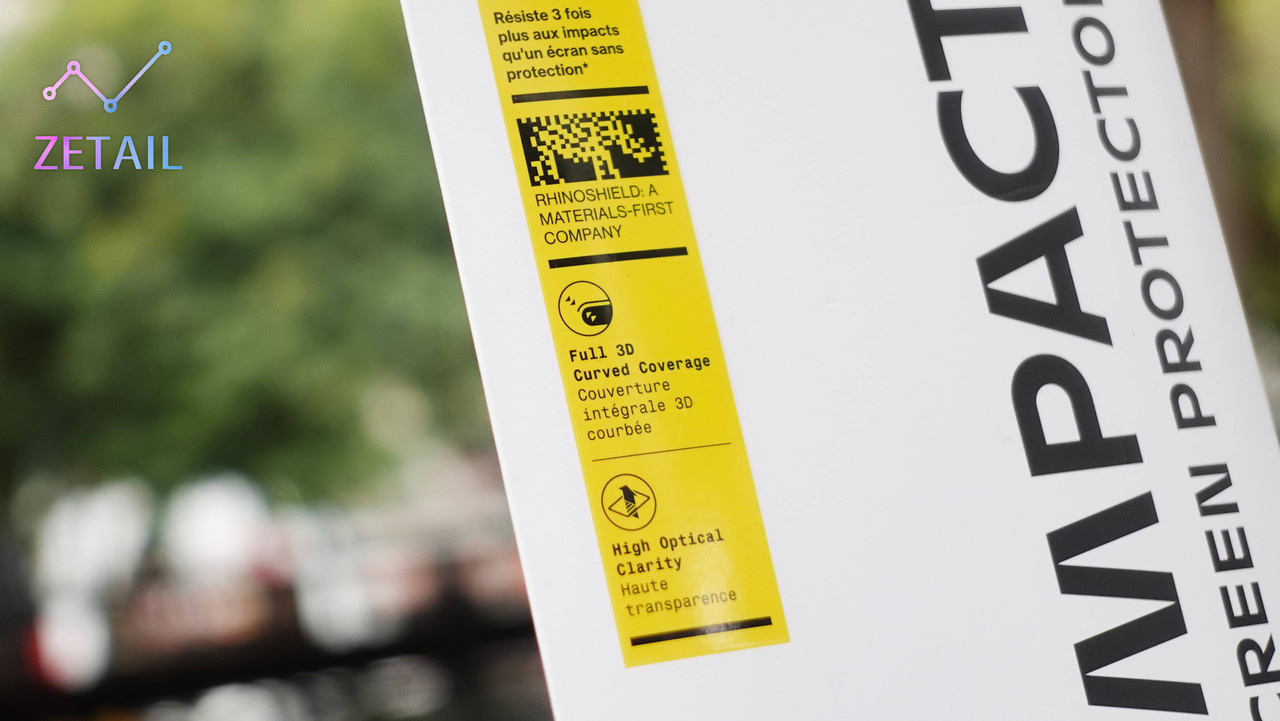 ZETAIL
Résiste 3 fois
plus aux impacts
qu'un écran sans
protection*
RHINOSHIELD: A
MATERIALS-FIRST
COMPANY
Full 3D
Curved Coverage
Couverture
intégrale 3D
courbée
High Optical
Clarity
Haute
transparence
IMPACT
CREEN PROTECTOR